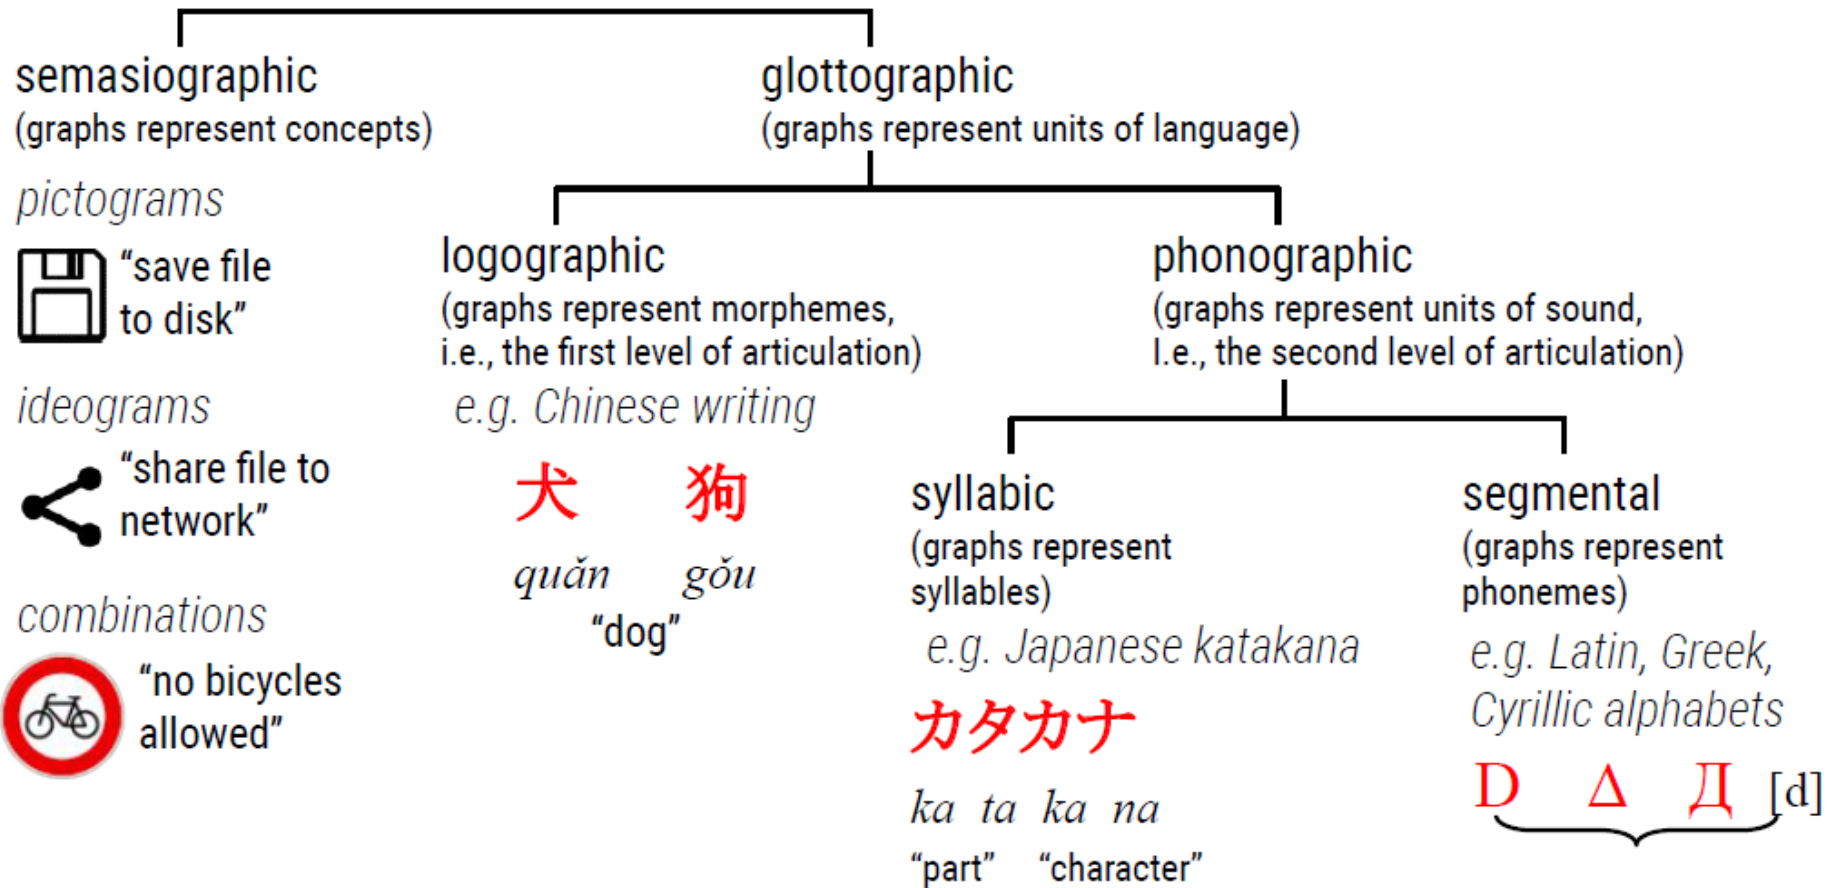 semasiographic
(graphs represent concepts)
pictograms
“save file
to disk”
ideograms
“share file to
network”
combinations
“no bicycles
allowed”
glottographic
(graphs represent units of language)
logographic
(graphs represent morphemes,
i.e., the first level of articulation)
e.g. Chinese writing
犬 狗
quǎn gǒu
“dog”
phonographic
(graphs represent units of sound,
I.e., the second level of articulation)
syllabic
(graphs represent
syllables)
e.g. Japanese katakana
カタカナ
ka ta ka na
“part” “character”
segmental
(graphs represent
phonemes)
e.g. Latin, Greek,
Cyrillic alphabets
D Δ Д [d]